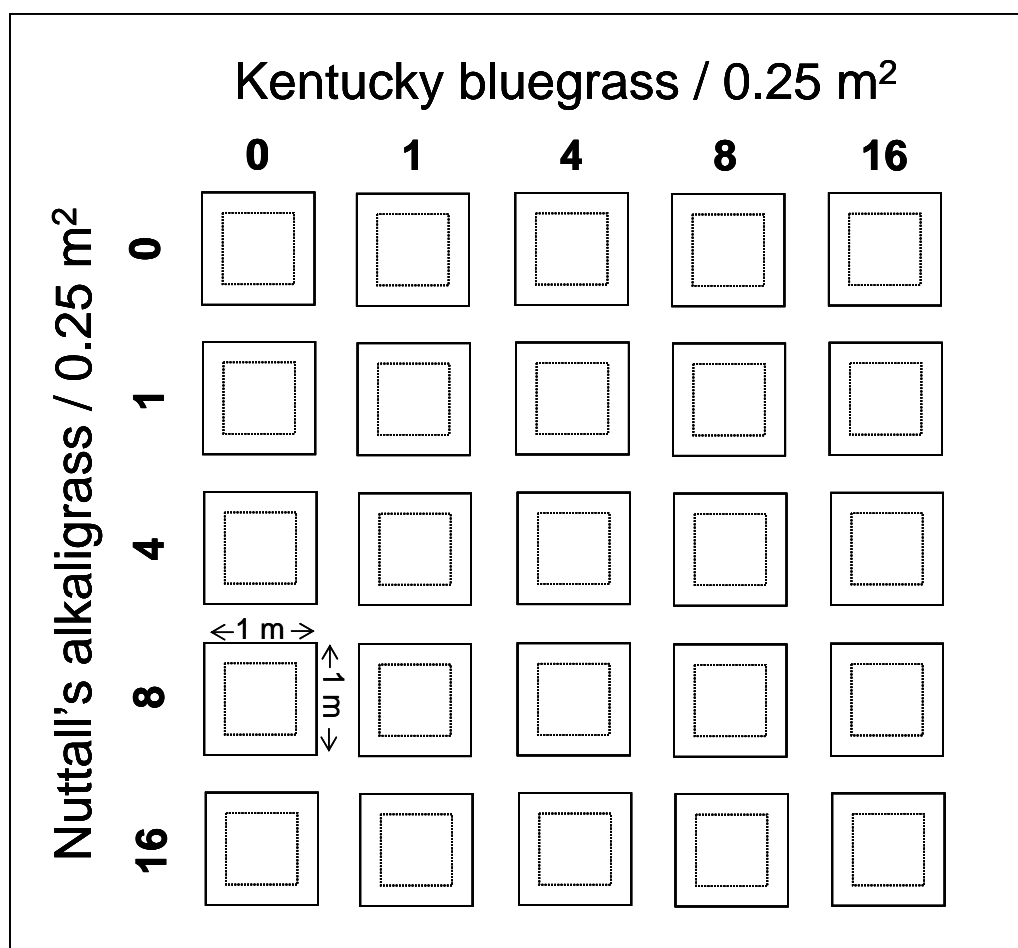 Kentucky bluegrass / 0.25 m²
0 1 4 8 16
Nuttall's alkaligrass / 0.25 m²
0
1
4
1 m
8
1 m
16